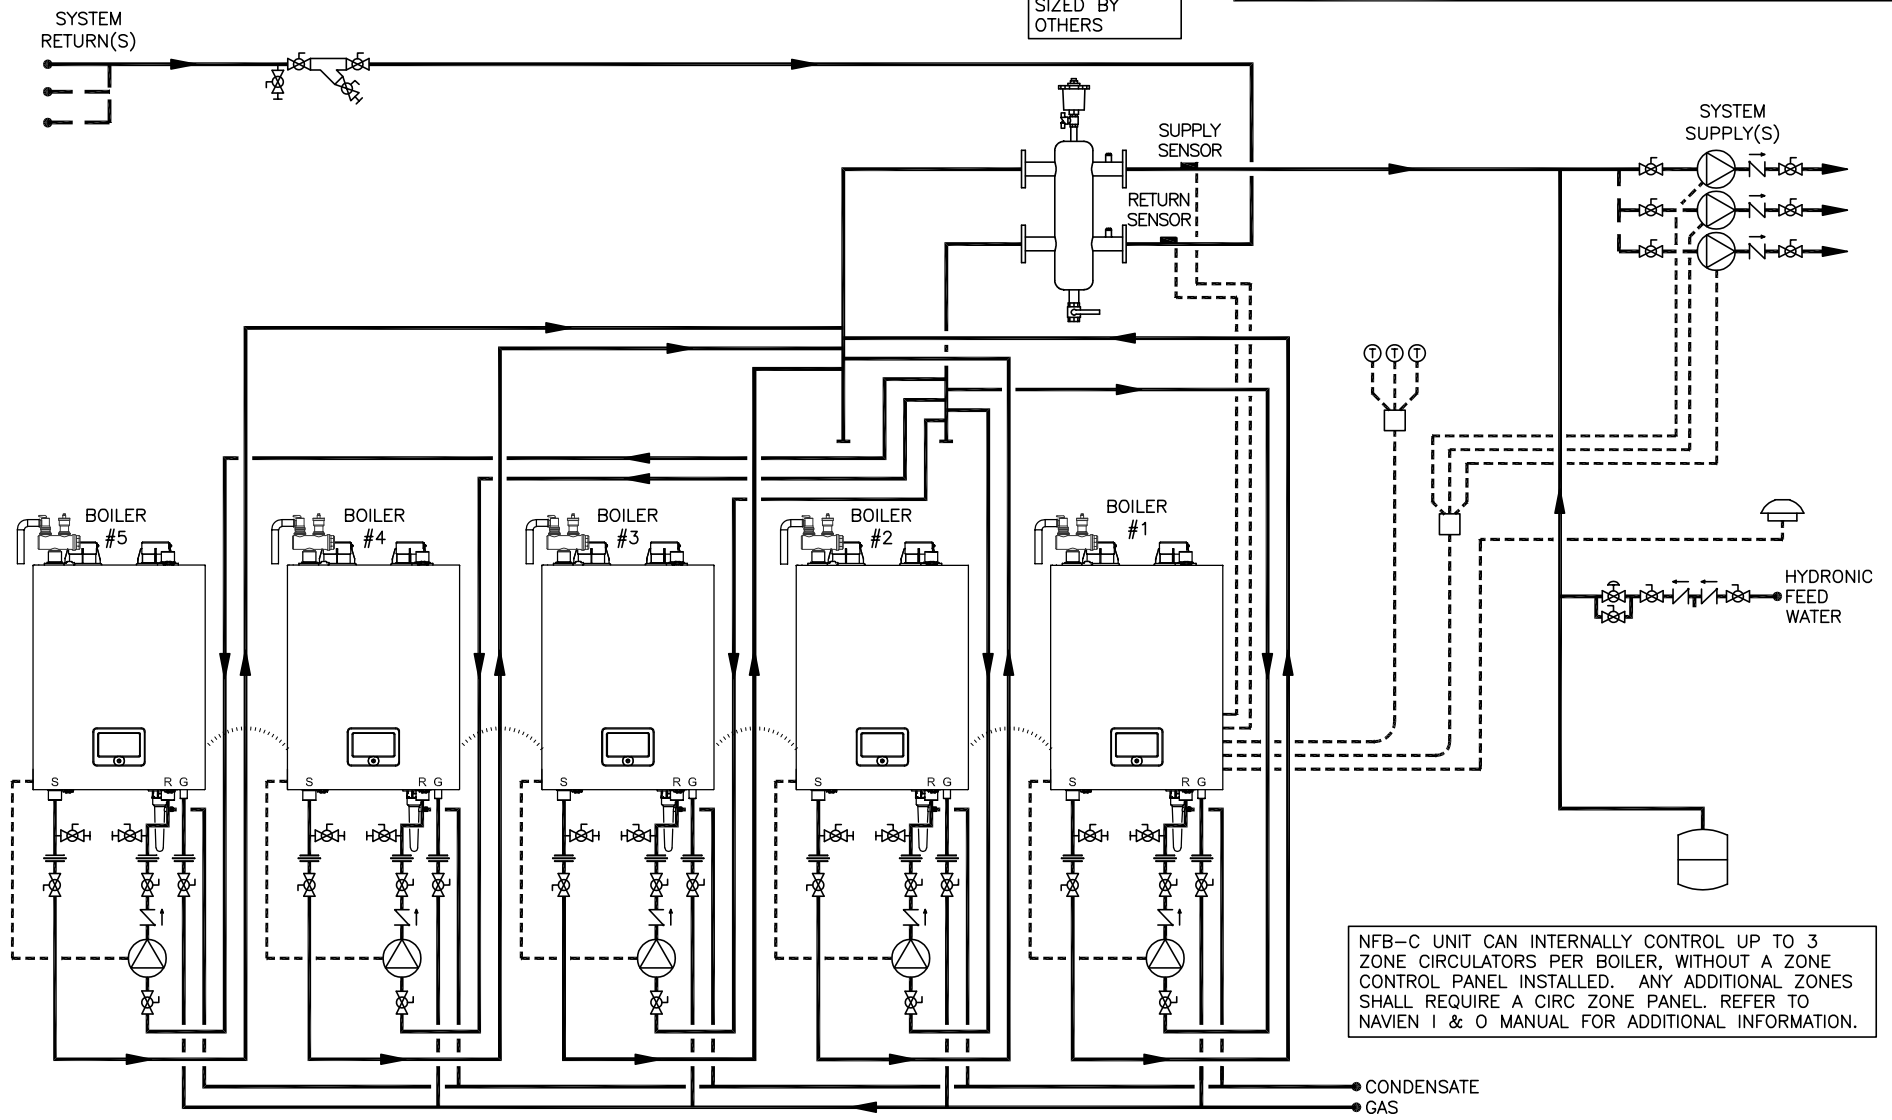 SIZED BY
OTHERS
SYSTEM
RETURN(S)
SUPPLY
SENSOR
RETURN
SENSOR
SYSTEM
SUPPLY(S)
T T T
BOILER
#5
BOILER
#4
BOILER
#3
BOILER
#2
BOILER
#1
HYDRONIC
FEED
WATER
S R G
S R G
S R G
S R G
S R G
NFB-C UNIT CAN INTERNALLY CONTROL UP TO 3
ZONE CIRCULATORS PER BOILER, WITHOUT A ZONE
CONTROL PANEL INSTALLED. ANY ADDITIONAL ZONES
SHALL REQUIRE A CIRC ZONE PANEL. REFER TO
NAVIEN I & O MANUAL FOR ADDITIONAL INFORMATION.
CONDENSATE
GAS